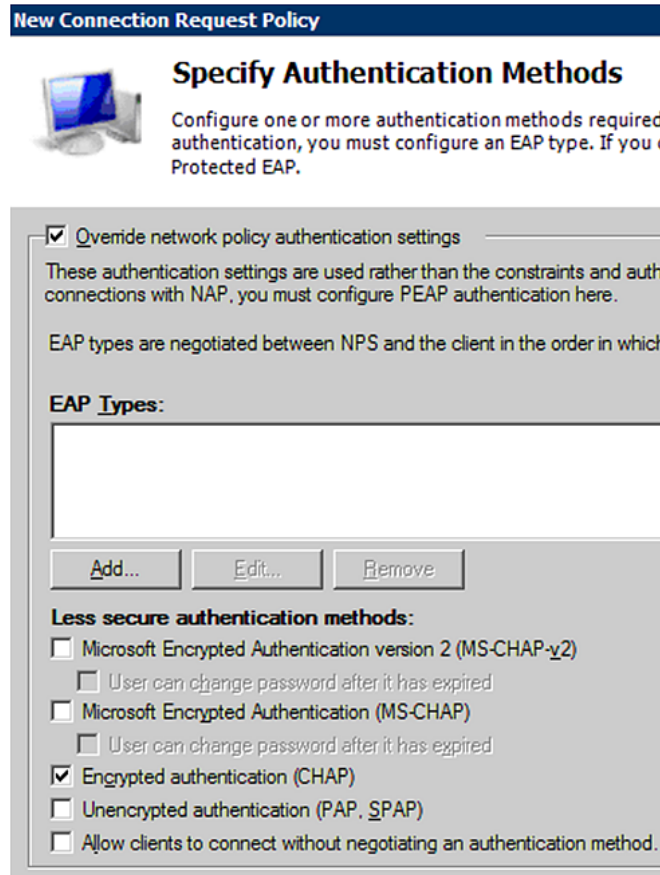 New Connection Request Policy
Specify Authentication Methods
Configure one or more authentication methods required
authentication, you must configure an EAP type. If you
Protected EAP.
Override network policy authentication settings
These authentication settings are used rather than the constraints and auth
connections with NAP, you must configure PEAP authentication here.
EAP types are negotiated between NPS and the client in the order in which
EAP Types:
Add...
Edit...
Remove
Less secure authentication methods:
Microsoft Encrypted Authentication version 2 (MS-CHAP-v2)
User can change password after it has expired
Microsoft Encrypted Authentication (MS-CHAP)
User can change password after it has expired
Encrypted authentication (CHAP)
Unencrypted authentication (PAP, SPAP)
Allow clients to connect without negotiating an authentication method.